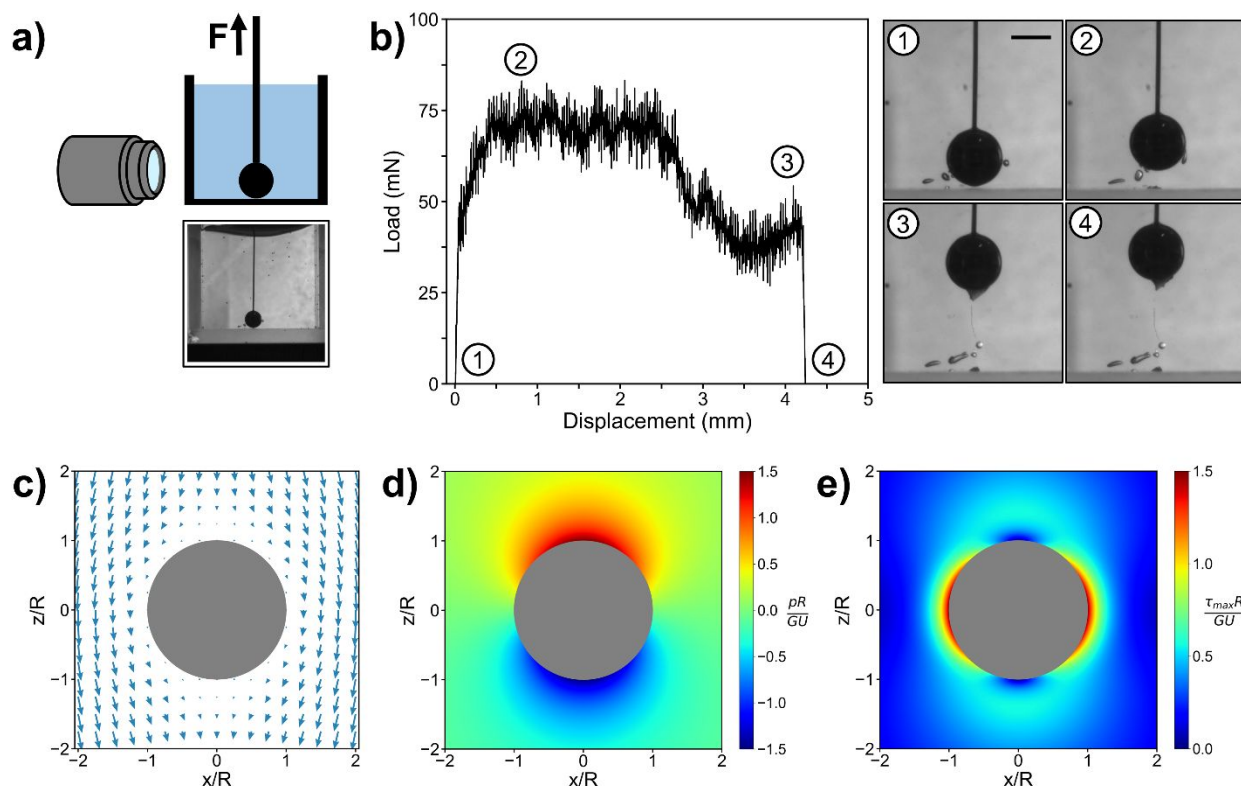 a)
F
b)
100
75
50
25
0
Load (mN)
0 1 2 3 4 5
Displacement (mm)
1
2
3
4
1
2
3
4
c)
2
1
0
−1
−2
z/R
−2 −1 0 1 2
x/R
d)
2
1
0
−1
−2
z/R
−2 −1 0 1 2
x/R
1.5
1.0
0.5
0.0
−0.5
−1.0
−1.5
pR
GU
e)
2
1
0
−1
−2
z/R
−2 −1 0 1 2
x/R
1.5
1.0
0.5
0.0
τmaxR
GU